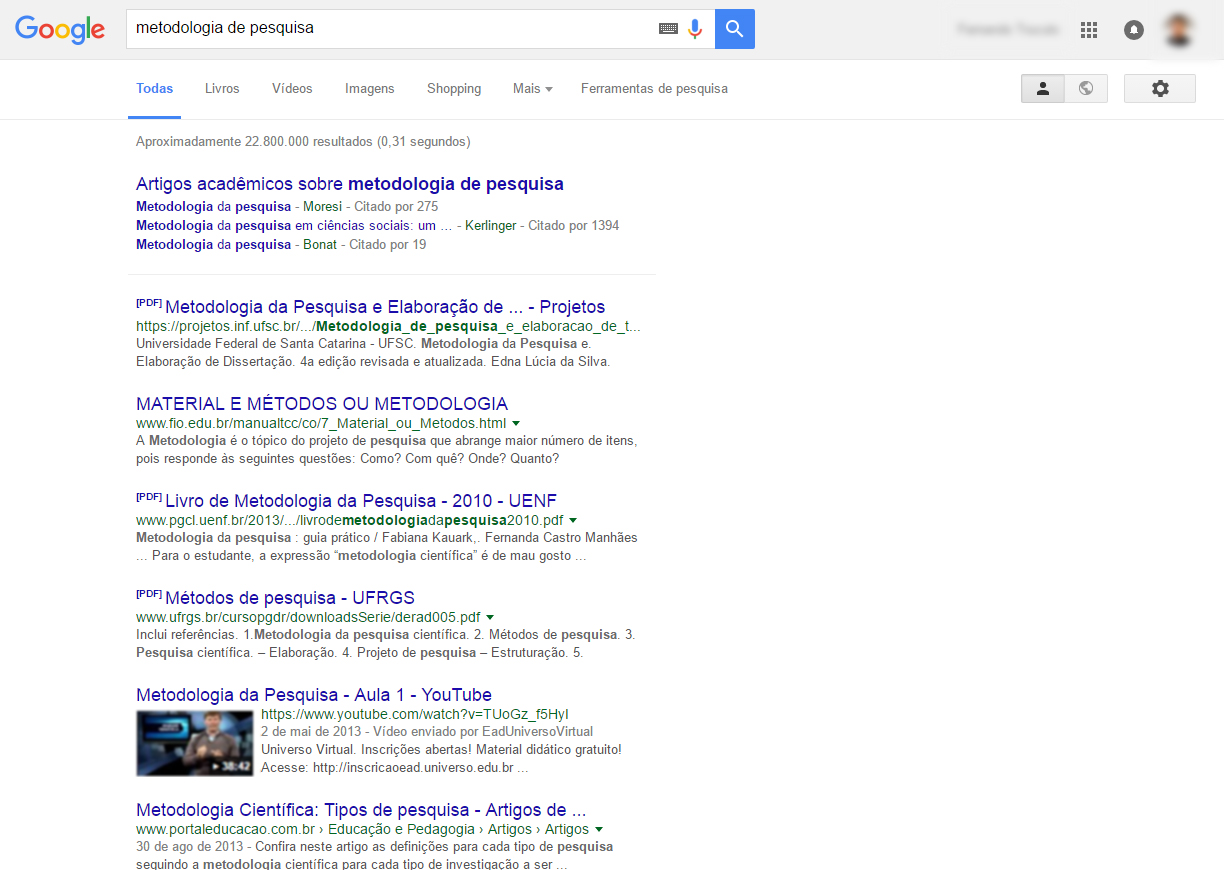 Google
metodologia de pesquisa
Todas Livros Vídeos Imagens Shopping Mais Ferramentas de pesquisa
Aproximadamente 22.800.000 resultados (0,31 segundos)
Artigos acadêmicos sobre metodologia de pesquisa
Metodologia da pesquisa - Moresi - Citado por 275
Metodologia da pesquisa em ciências sociais: um ... - Kerlinger - Citado por 1394
Metodologia da pesquisa - Bonat - Citado por 19
[PDF] Metodologia da Pesquisa e Elaboração de ... - Projetos
https://projetos.inf.ufsc.br/.../Metodologia_de_pesquisa_e_elaboracao_de_t...
Universidade Federal de Santa Catarina - UFSC. Metodologia da Pesquisa e.
Elaboração de Dissertação. 4a edição revisada e atualizada. Edna Lúcia da Silva.
MATERIAL E MÉTODOS OU METODOLOGIA
www.fio.edu.br/manualtcc/co/7_Material_ou_Metodos.html
A Metodologia é o tópico do projeto de pesquisa que abrange maior número de itens,
pois responde às seguintes questões: Como? Com quê? Onde? Quanto?
[PDF] Livro de Metodologia da Pesquisa - 2010 - UENF
www.pgcl.uenf.br/2013/.../livrodemetodologiadapesquisa2010.pdf
Metodologia da pesquisa : guia prático / Fabiana Kauark,. Fernanda Castro Manhães
... Para o estudante, a expressão “metodologia científica” é de mau gosto ...
[PDF] Métodos de pesquisa - UFRGS
www.ufrgs.br/cursopgdr/downloadsSerie/derad005.pdf
Inclui referências. 1.Metodologia da pesquisa científica. 2. Métodos de pesquisa. 3.
Pesquisa científica. – Elaboração. 4. Projeto de pesquisa – Estruturação. 5.
Metodologia da Pesquisa - Aula 1 - YouTube
https://www.youtube.com/watch?v=TUoGz_f5HyI
2 de mai de 2013 - Vídeo enviado por EadUniversoVirtual
Universo Virtual. Inscrições abertas! Material didático gratuito!
Acesse: http://inscricaoead.universo.edu.br ...
38:42
Metodologia Científica: Tipos de pesquisa - Artigos de ...
www.portaleducacao.com.br › Educação e Pedagogia › Artigos › Artigos
30 de ago de 2013 - Confira neste artigo as definições para cada tipo de pesquisa
seguindo a metodologia científica para cada tipo de investigação a ser ...